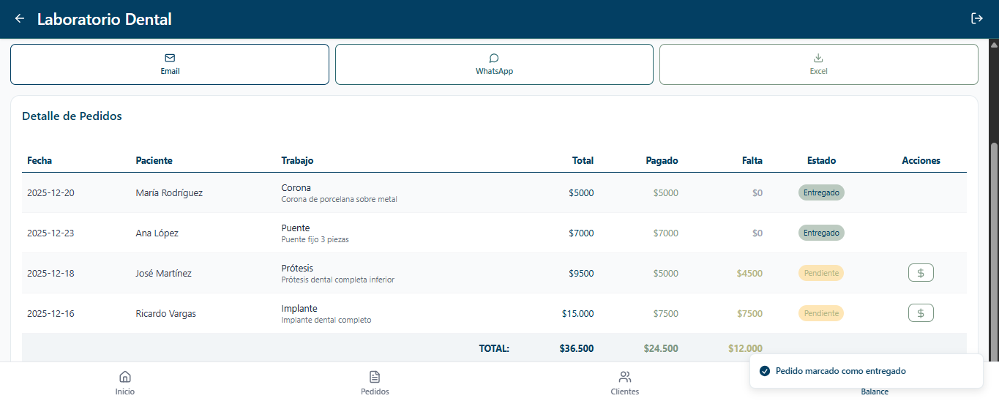 Laboratorio Dental
Email
WhatsApp
Excel
Detalle de Pedidos
Fecha Paciente Trabajo Total Pagado Falta Estado Acciones
2025-12-20 María Rodríguez Corona $5000 $5000 $0 Entregado
Corona de porcelana sobre metal
2025-12-23 Ana López Puente $7000 $7000 $0 Entregado
Puente fijo 3 piezas
2025-12-18 José Martínez Prótesis $9500 $5000 $4500 Pendiente $
Prótesis dental completa inferior
2025-12-16 Ricardo Vargas Implante $15.000 $7500 $7500 Pendiente $
Implante dental completo
TOTAL: $36.500 $24.500 $12.000
Pedido marcado como entregado
Inicio Pedidos Clientes Balance